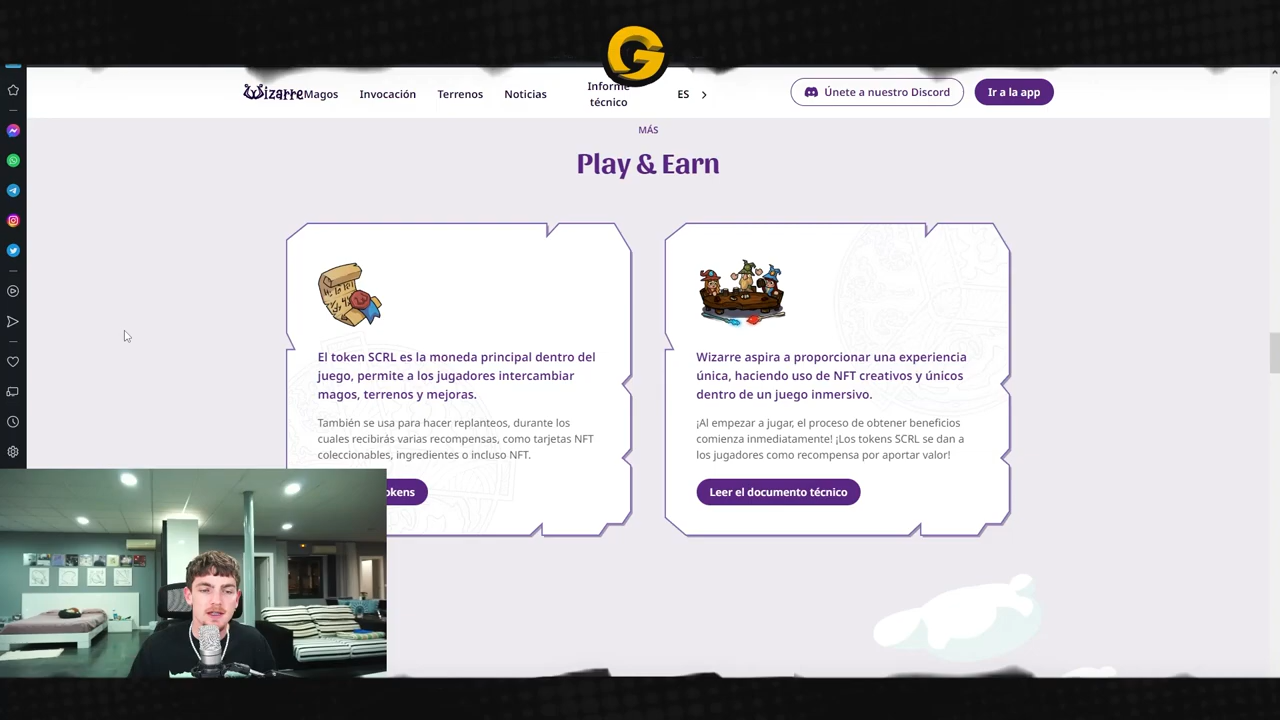 G
Wizarre
Magos
Invocación
Terrenos
Noticias
Informe
técnico
ES
Únete a nuestro Discord
Ir a la app
MÁS
Play & Earn
El token SCRL es la moneda principal dentro del
juego, permite a los jugadores intercambiar
magos, terrenos y mejoras.
También se usa para hacer replanteos, durante los
cuales recibirás varias recompensas, como tarjetas NFT
coleccionables, ingredientes o incluso NFT.
okens
Wizarre aspira a proporcionar una experiencia
única, haciendo uso de NFT creativos y únicos
dentro de un juego inmersivo.
¡Al empezar a jugar, el proceso de obtener beneficios
comienza inmediatamente! ¡Los tokens SCRL se dan a
los jugadores como recompensa por aportar valor!
Leer el documento técnico